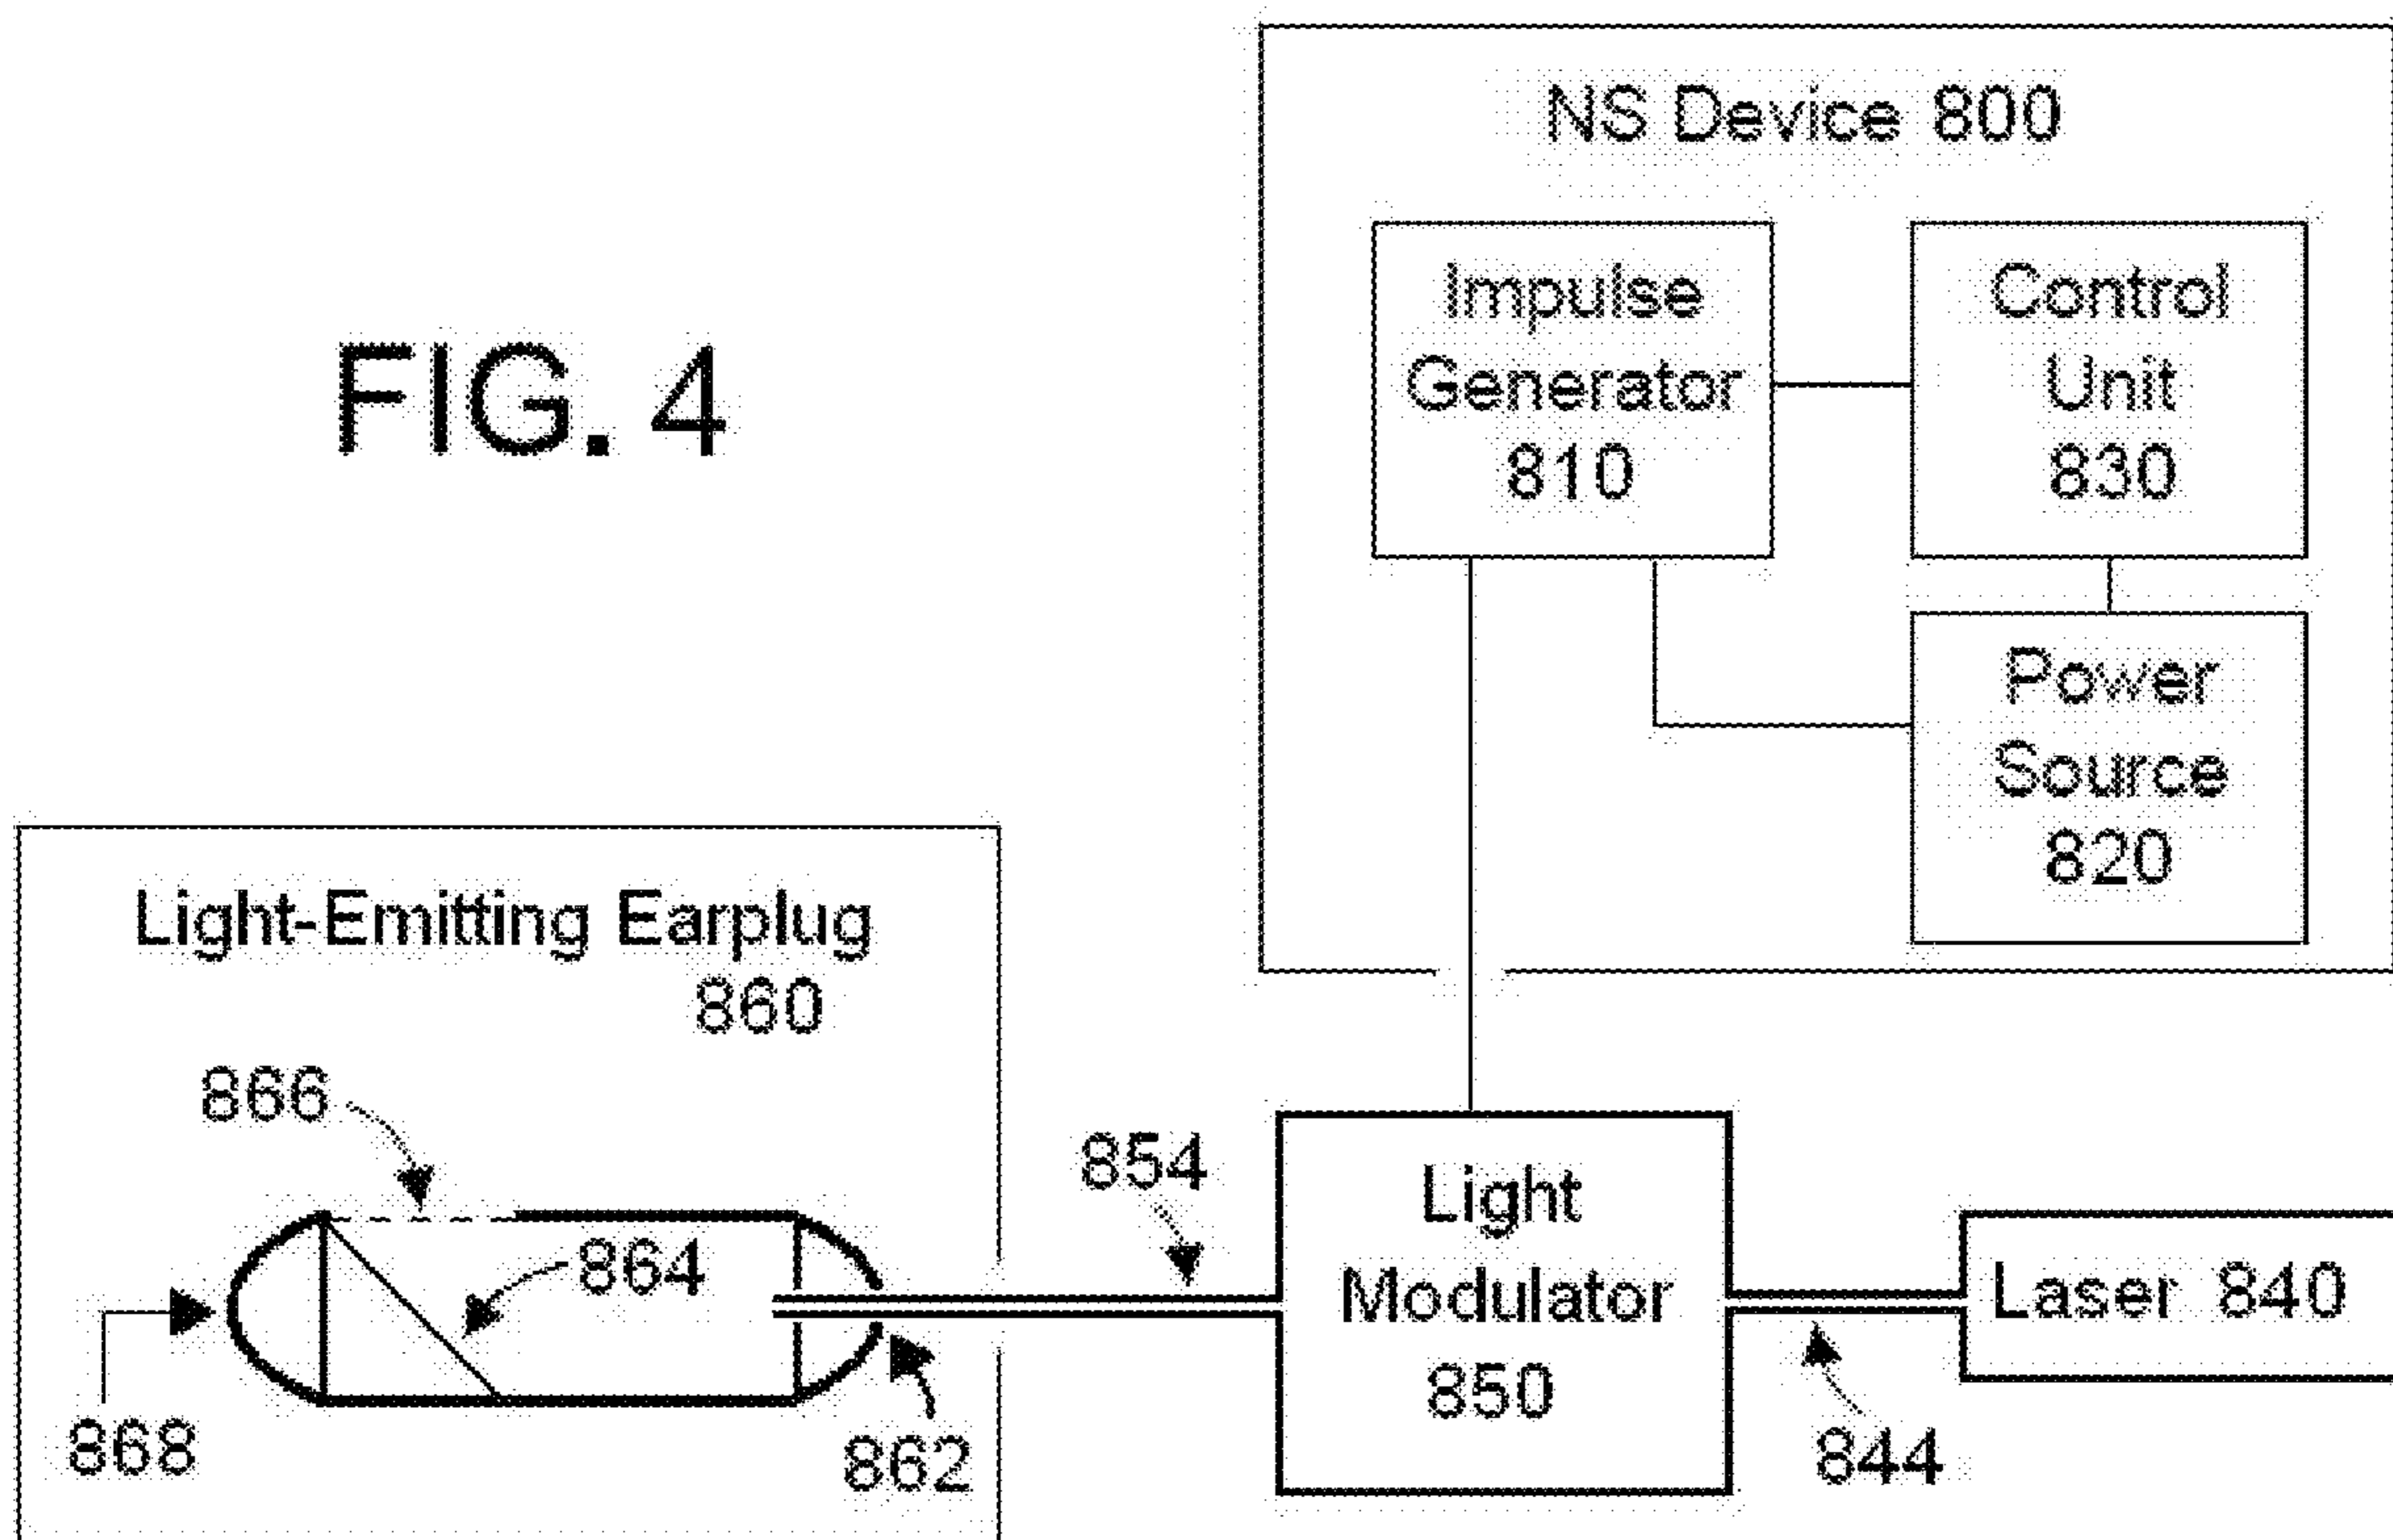 FIG. 4
NS Device 800
Impulse
Generator
810
Control
Unit
830
Power
Source
820
Light-Emitting Earplug
860
866
864
868
862
854
Light
Modulator
850
844
Laser 840